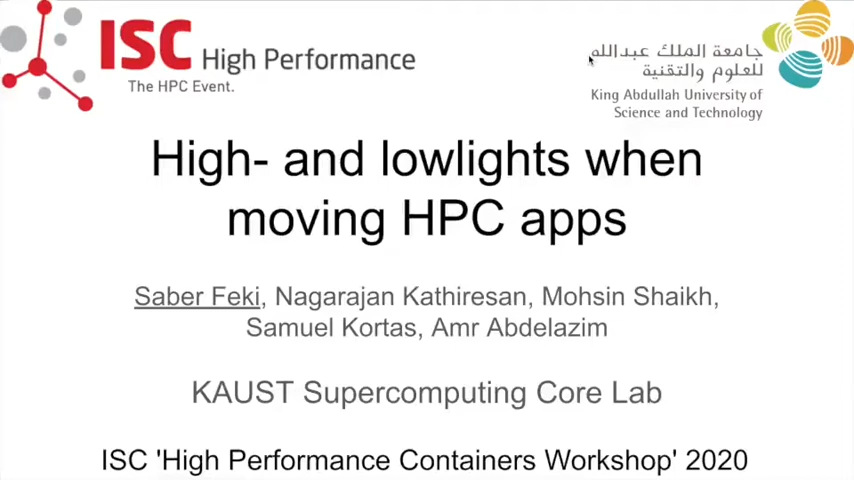 ISC High Performance
The HPC Event.
جامعة الملك عبدالله
للعلوم والتقنية
King Abdullah University of
Science and Technology
High- and lowlights when
moving HPC apps
Saber Feki, Nagarajan Kathiresan, Mohsin Shaikh,
Samuel Kortas, Amr Abdelazim
KAUST Supercomputing Core Lab
ISC 'High Performance Containers Workshop' 2020